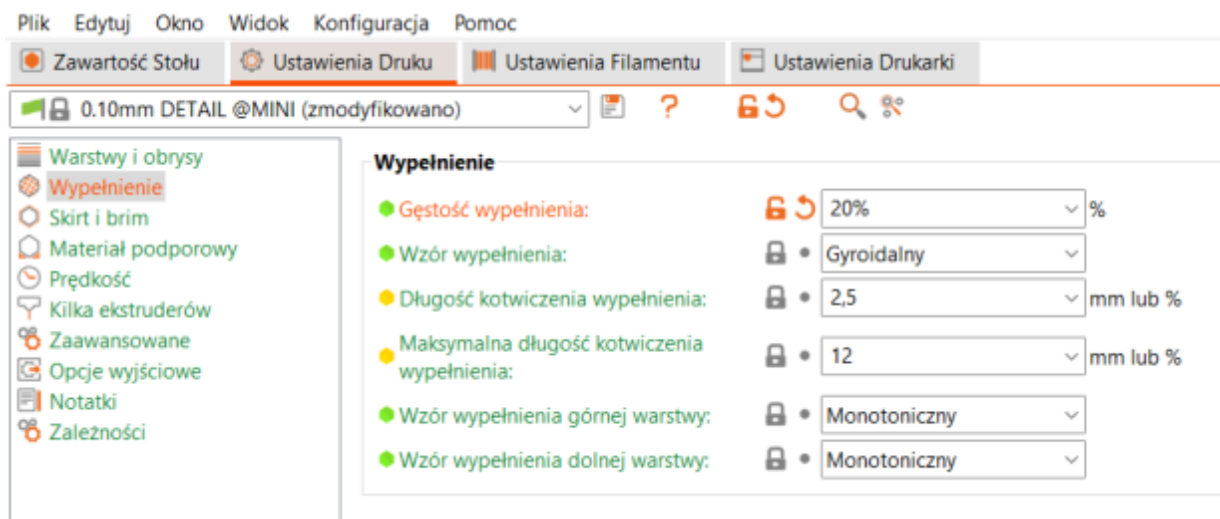 Plik Edytuj Okno Widok Konfiguracja Pomoc
Zawartość Stołu Ustawienia Druku Ustawienia Filamentu Ustawienia Drukarki
0.10mm DETAIL @MINI (zmodyfikowano) ?
Warstwy i obrysy
Wypełnienie
Skirt i brim
Materiał podporowy
Prędkość
Kilka ekstruderów
Zaawansowane
Opcje wyjściowe
Notatki
Zależności
Wypełnienie
Gęstość wypełnienia: 20% %
Wzór wypełnienia: Gyroidalny
Długość kotwiczenia wypełnienia: 2,5 mm lub %
Maksymalna długość kotwiczenia
wypełnienia: 12 mm lub %
Wzór wypełnienia górnej warstwy: Monotoniczny
Wzór wypełnienia dolnej warstwy: Monotoniczny